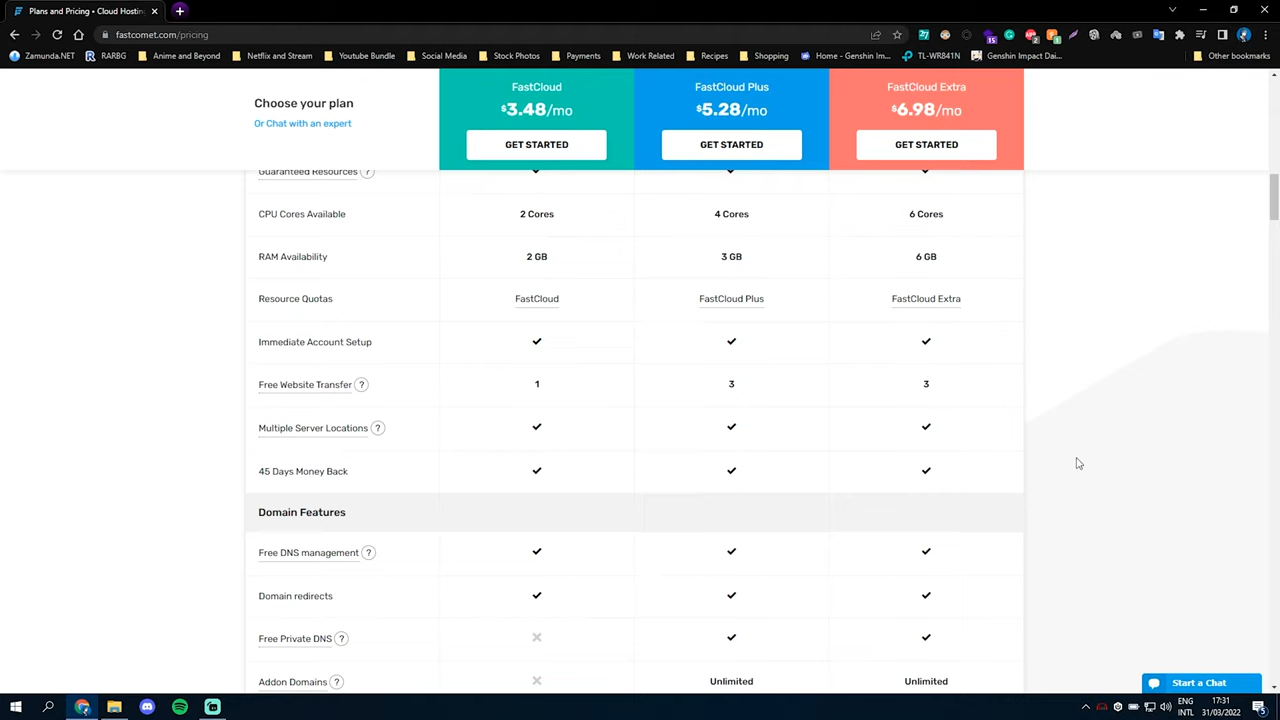 Plans and Pricing • Cloud Hosting
fastcomet.com/pricing
Zamunda.NET
RARBG
Anime and Beyond
Netflix and Stream
Youtube Bundle
Social Media
Stock Photos
Payments
Work Related
Recipes
Shopping
Home - Genshin Im...
TL-WR841N
Genshin Impact Dai...
Other bookmarks
Choose your plan
Or Chat with an expert
FastCloud
$3.48/mo
GET STARTED
FastCloud Plus
$5.28/mo
GET STARTED
FastCloud Extra
$6.98/mo
GET STARTED
Guaranteed Resources ?
CPU Cores Available 2 Cores 4 Cores 6 Cores
RAM Availability 2 GB 3 GB 6 GB
Resource Quotas FastCloud FastCloud Plus FastCloud Extra
Immediate Account Setup
Free Website Transfer ? 1 3 3
Multiple Server Locations ?
45 Days Money Back
Domain Features
Free DNS management ?
Domain redirects
Free Private DNS ?
Addon Domains ? Unlimited Unlimited
Start a Chat
ENG
INTL
17:31
31/03/2022